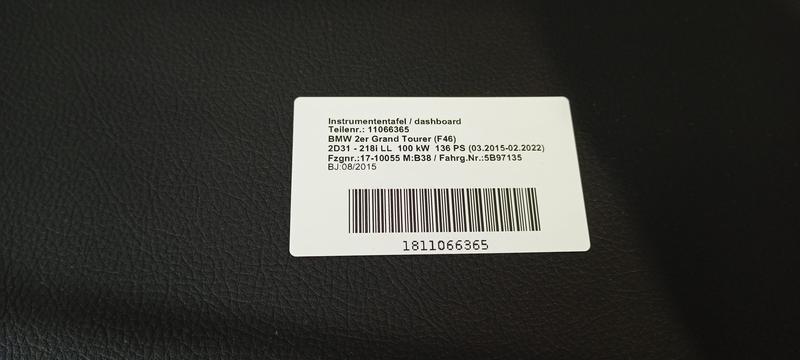 Instrumententafel / dashboard
Teilenr.: 11066365
BMW 2er Grand Tourer (F46)
2D31 - 218i LL 100 kW 136 PS (03.2015-02.2022)
Fzgnr.:17-10055 M:B38 / Fahrg.Nr.:5B97135
BJ:08/2015
1811066365